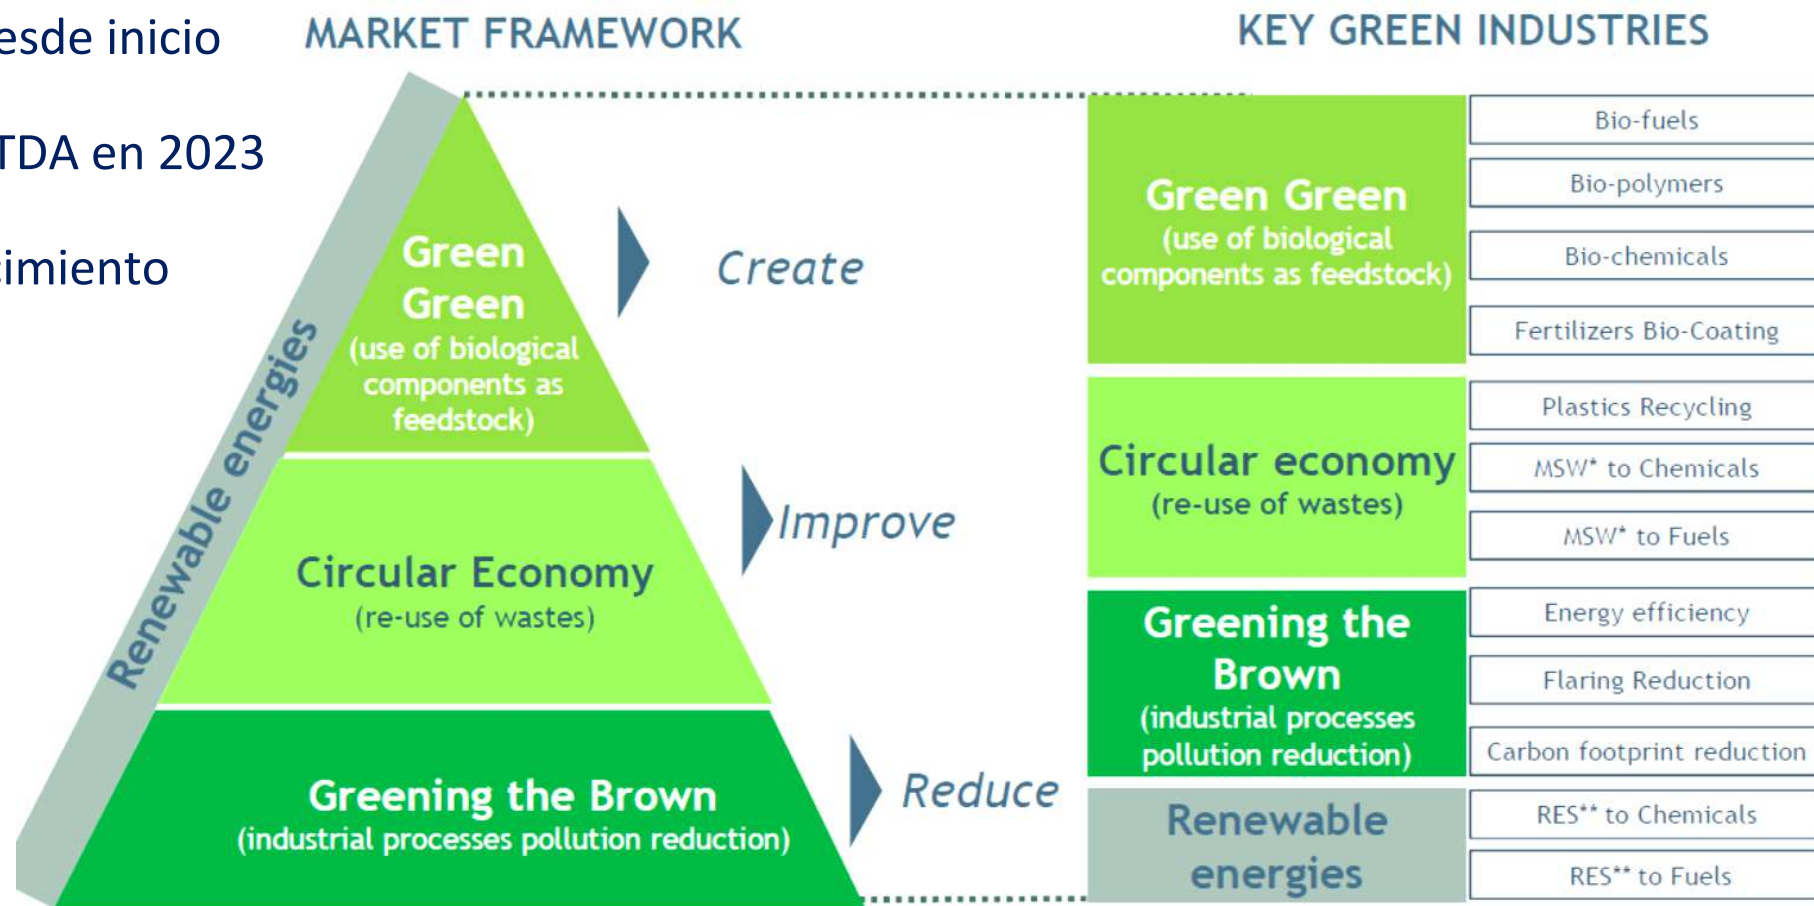 esde inicio
TDA en 2023
cimiento
MARKET FRAMEWORK
Renewable energies
Green
Green
(use of biological
components as
feedstock)
Create
Circular Economy
(re-use of wastes)
Improve
Greening the Brown
(industrial processes pollution reduction)
Reduce
KEY GREEN INDUSTRIES
Green Green
(use of biological
components as feedstock)
Bio-fuels
Bio-polymers
Bio-chemicals
Fertilizers Bio-Coating
Circular economy
(re-use of wastes)
Plastics Recycling
MSW* to Chemicals
MSW* to Fuels
Greening the
Brown
(industrial processes
pollution reduction)
Energy efficiency
Flaring Reduction
Carbon footprint reduction
Renewable
energies
RES** to Chemicals
RES** to Fuels